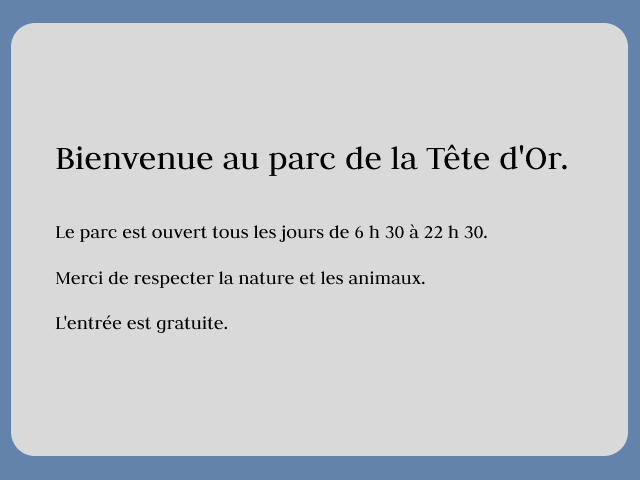 Bienvenue au parc de la Tête d'Or.
Le parc est ouvert tous les jours de 6 h 30 à 22 h 30.
Merci de respecter la nature et les animaux.
L'entrée est gratuite.